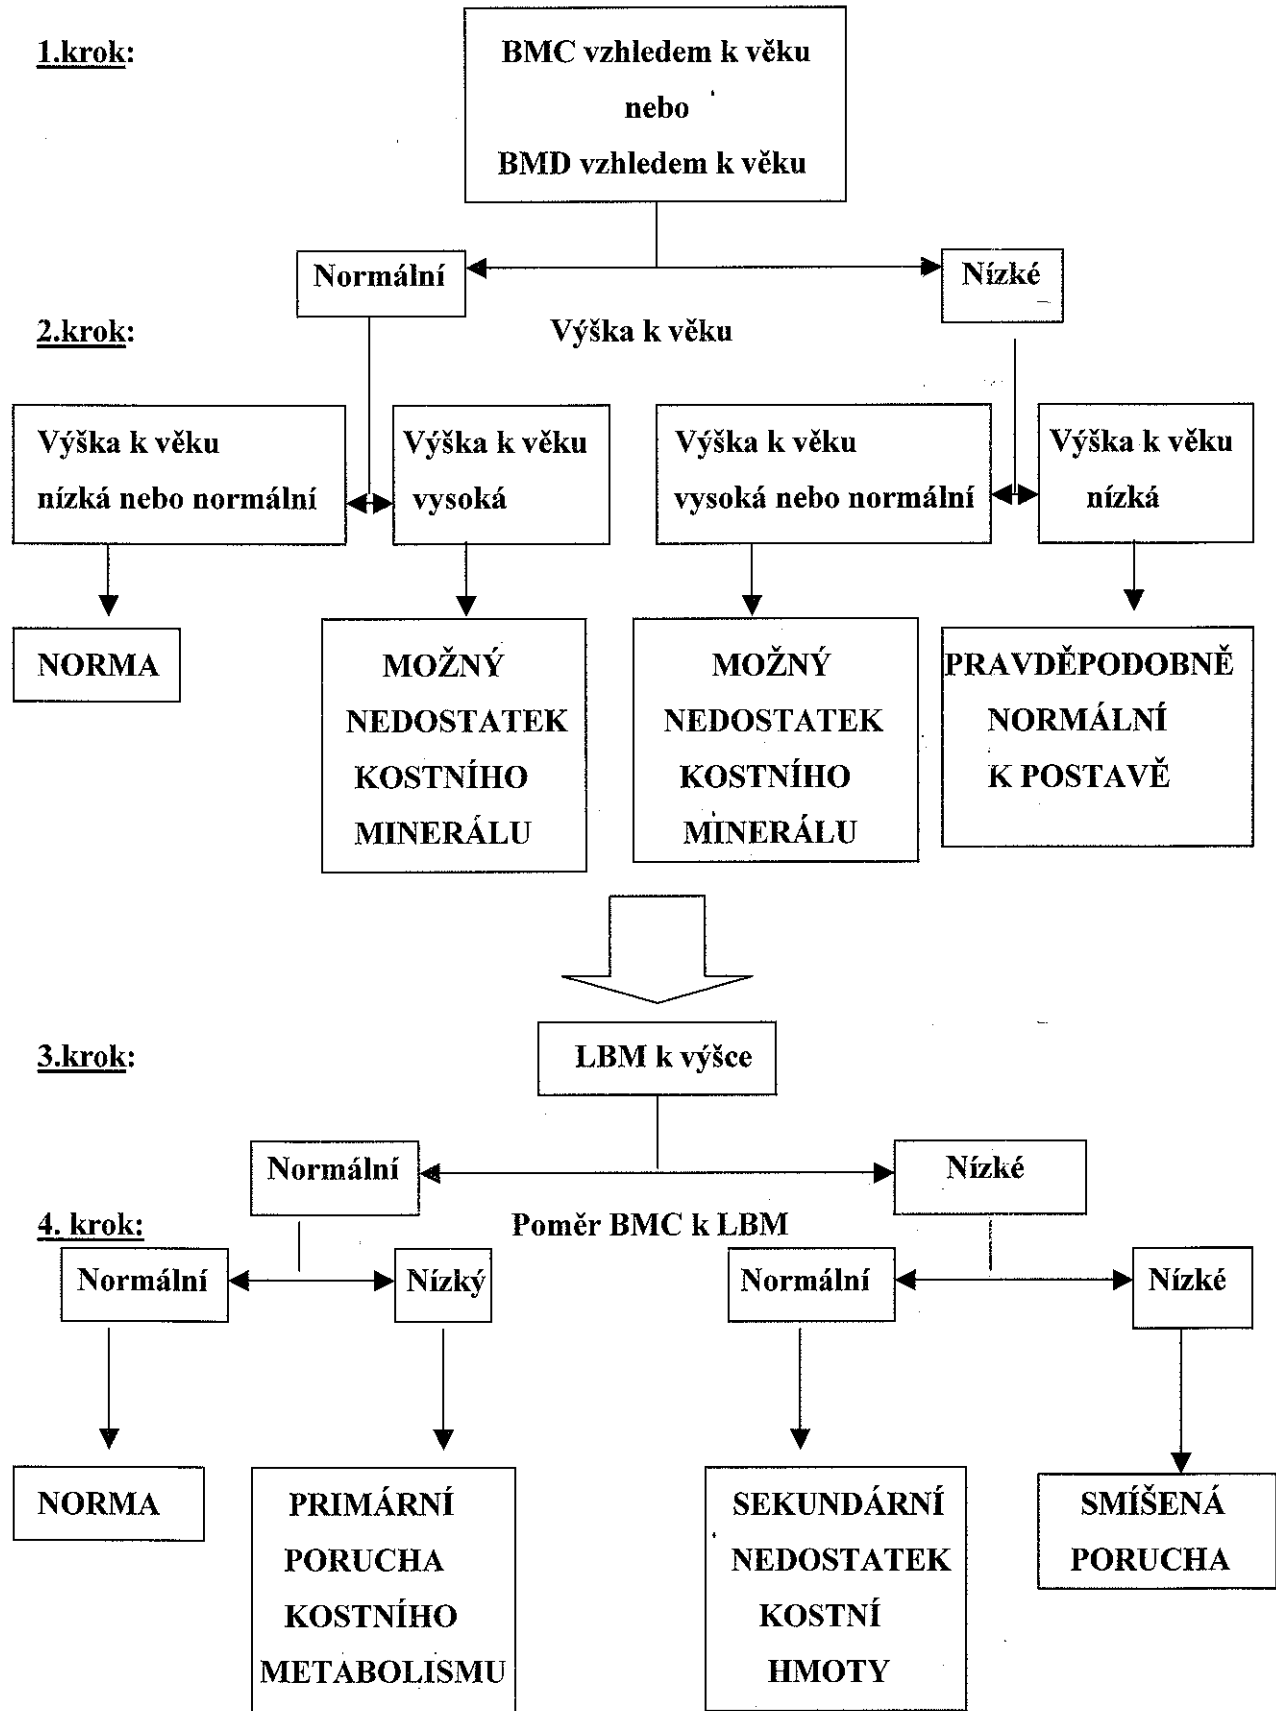 1.krok:
BMC vzhledem k věku
nebo
BMD vzhledem k věku
Normální
Nízké
2.krok:
Výška k věku
Výška k věku
nízká nebo normální
Výška k věku
vysoká
Výška k věku
vysoká nebo normální
Výška k věku
nízká
NORMA
MOŽNÝ
NEDOSTATEK
KOSTNÍHO
MINERÁLU
MOŽNÝ
NEDOSTATEK
KOSTNÍHO
MINERÁLU
PRAVDĚPODOBNĚ
NORMÁLNÍ
K POSTAVĚ
3.krok:
LBM k výšce
Normální
Nízké
4. krok:
Poměr BMC k LBM
Normální
Nízký
Normální
Nízké
NORMA
PRIMÁRNÍ
PORUCHA
KOSTNÍHO
METABOLISMU
SEKUNDÁRNÍ
NEDOSTATEK
KOSTNÍ
HMOTY
SMÍŠENÁ
PORUCHA